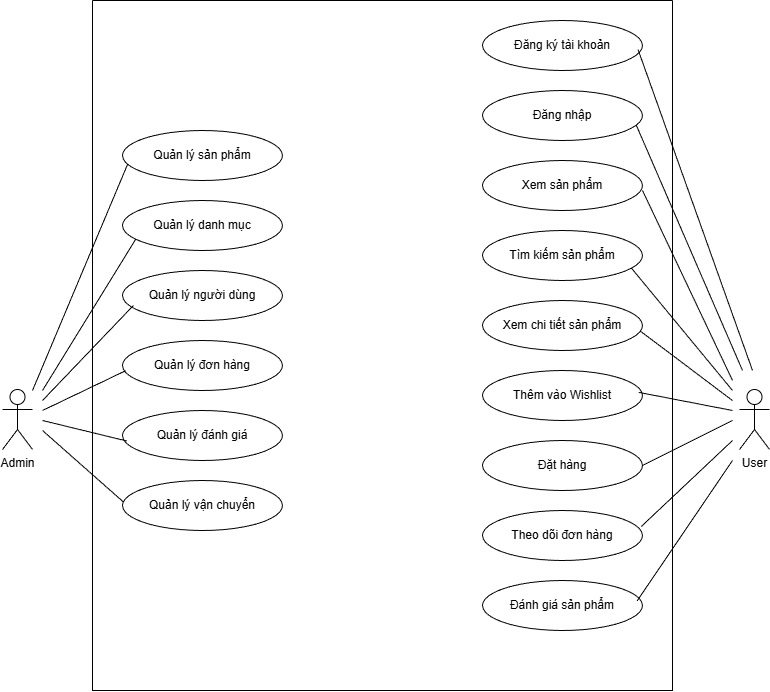 Đăng ký tài khoản
Đăng nhập
Quản lý sản phẩm
Xem sản phẩm
Quản lý danh mục
Tìm kiếm sản phẩm
Quản lý người dùng
Xem chi tiết sản phẩm
Quản lý đơn hàng
Thêm vào Wishlist
Quản lý đánh giá
Admin
Đặt hàng
User
Quản lý vận chuyển
Theo dõi đơn hàng
Đánh giá sản phẩm